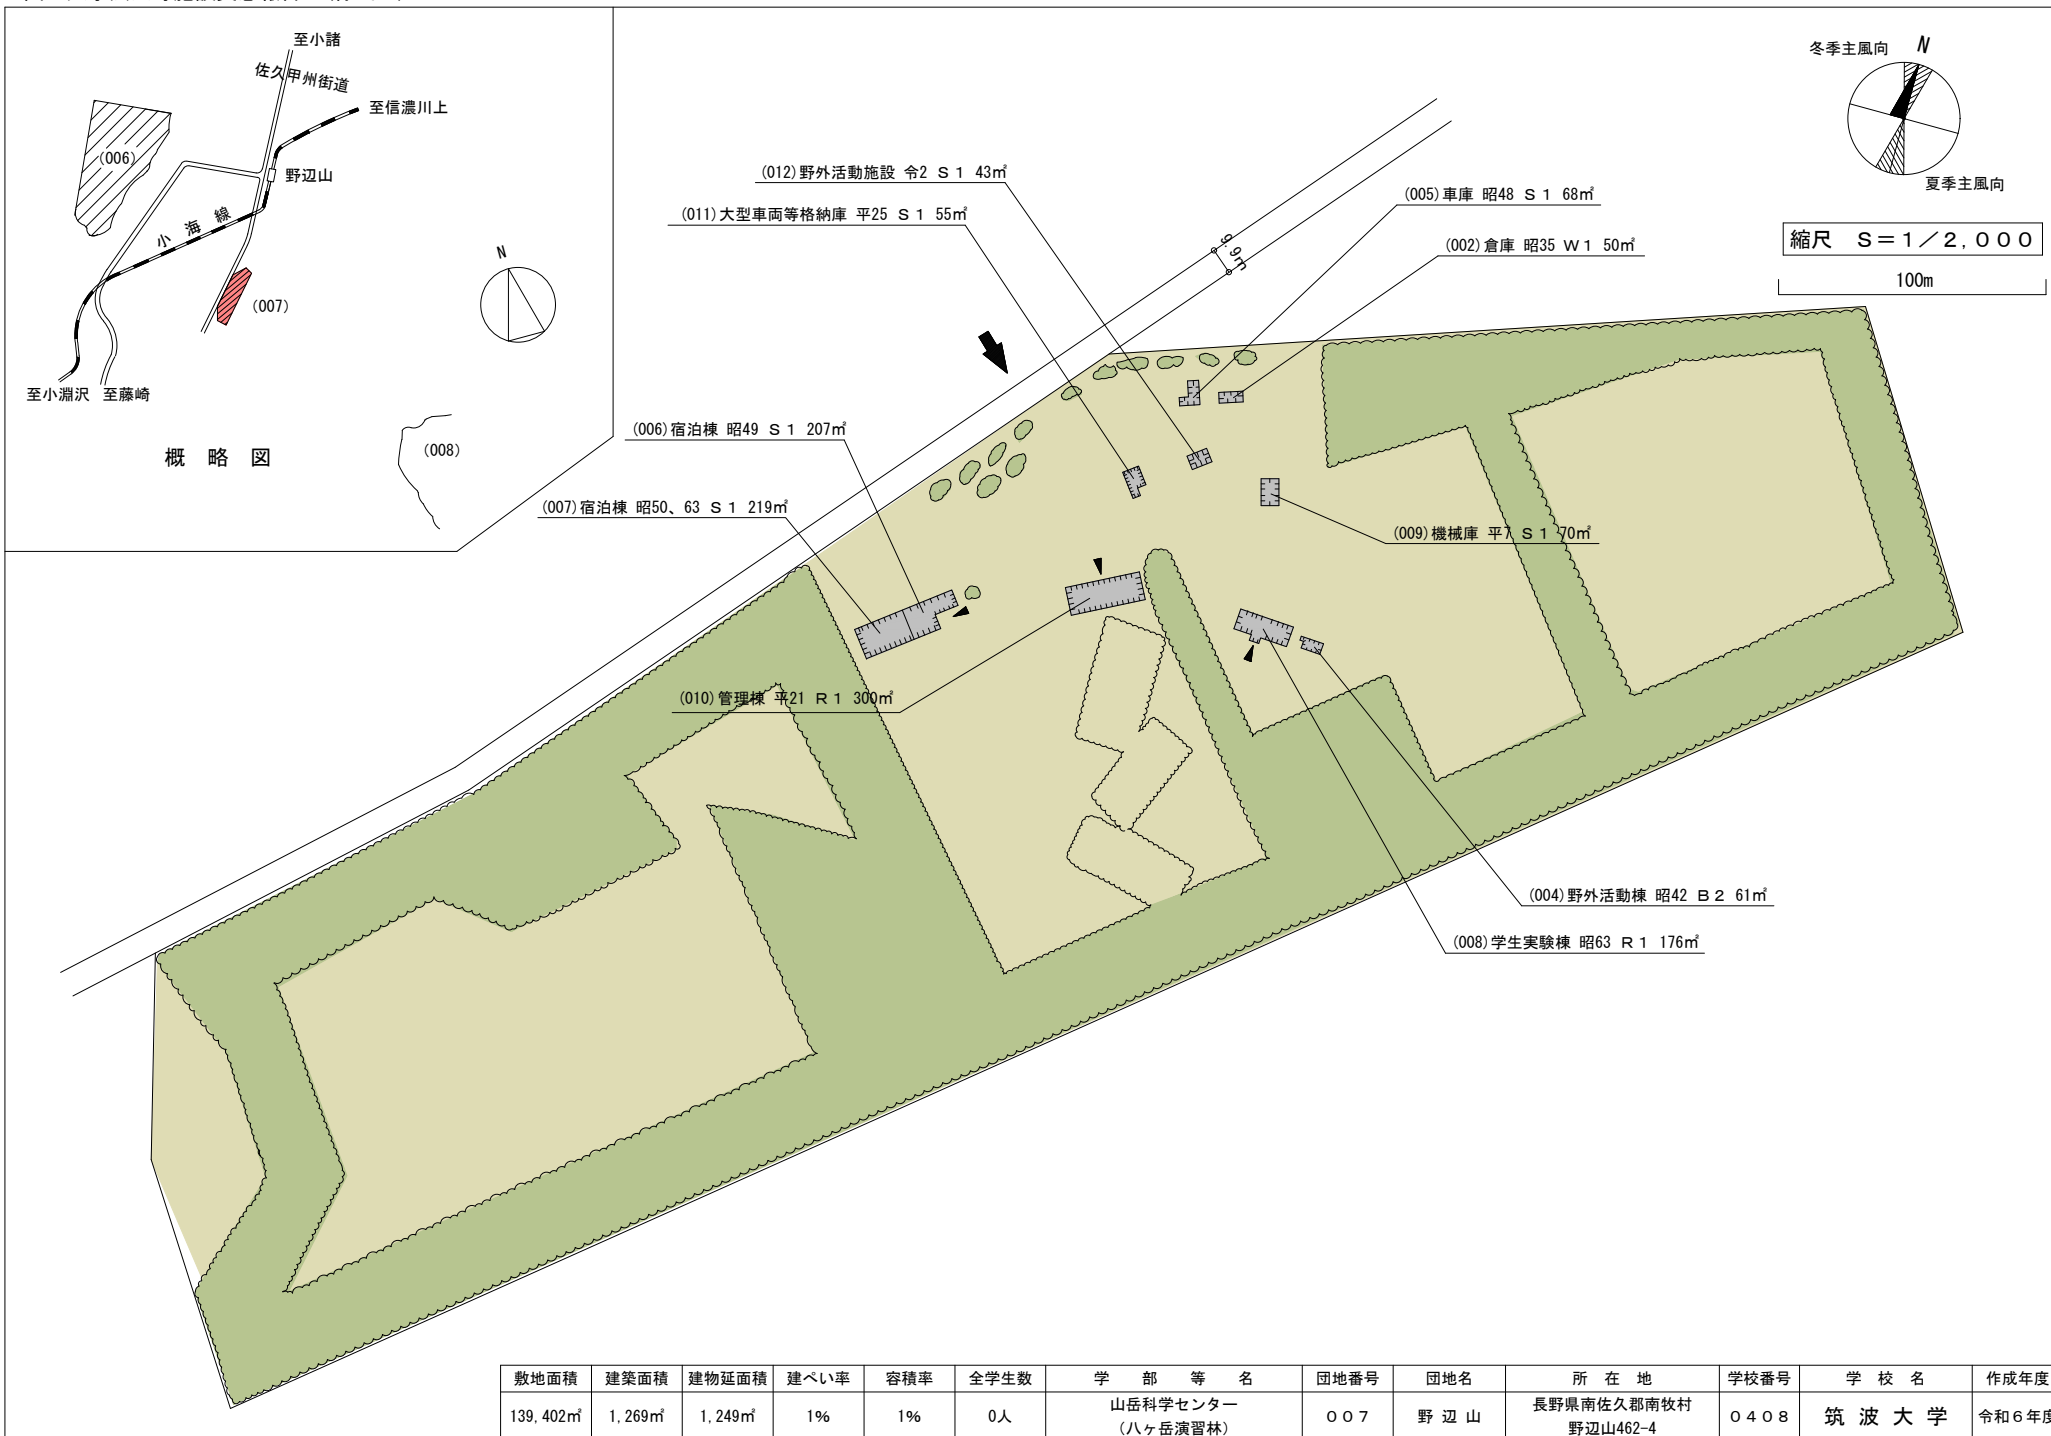 至小諸
佐久甲州街道
至信濃川上
(006)
野辺山
小海線
N
(007)
至小淵沢 至藤崎
概略図
(008)
冬季主風向 N
夏季主風向
縮尺 S=1/2,000
100m
9.9m
(012)野外活動施設 令2 S1 43㎡
(011)大型車両等格納庫 平25 S1 55㎡
(005)車庫 昭48 S1 68㎡
(002)倉庫 昭35 W1 50㎡
(006)宿泊棟 昭49 S1 207㎡
(007)宿泊棟 昭50、63 S1 219㎡
(009)機械庫 平7 S1 70㎡
(010)管理棟 平21 R1 300㎡
(004)野外活動棟 昭42 B2 61㎡
(008)学生実験棟 昭63 R1 176㎡
敷地面積 建築面積 建物延面積 建ぺい率 容積率 全学生数 学部等名 団地番号 団地名 所在地 学校番号 学校名 作成年度
139,402㎡ 1,269㎡ 1,249㎡ 1% 1% 0人 山岳科学センター (八ヶ岳演習林) 007 野辺山 長野県南佐久郡南牧村 野辺山462-4 0408 筑波大学 令和6年度